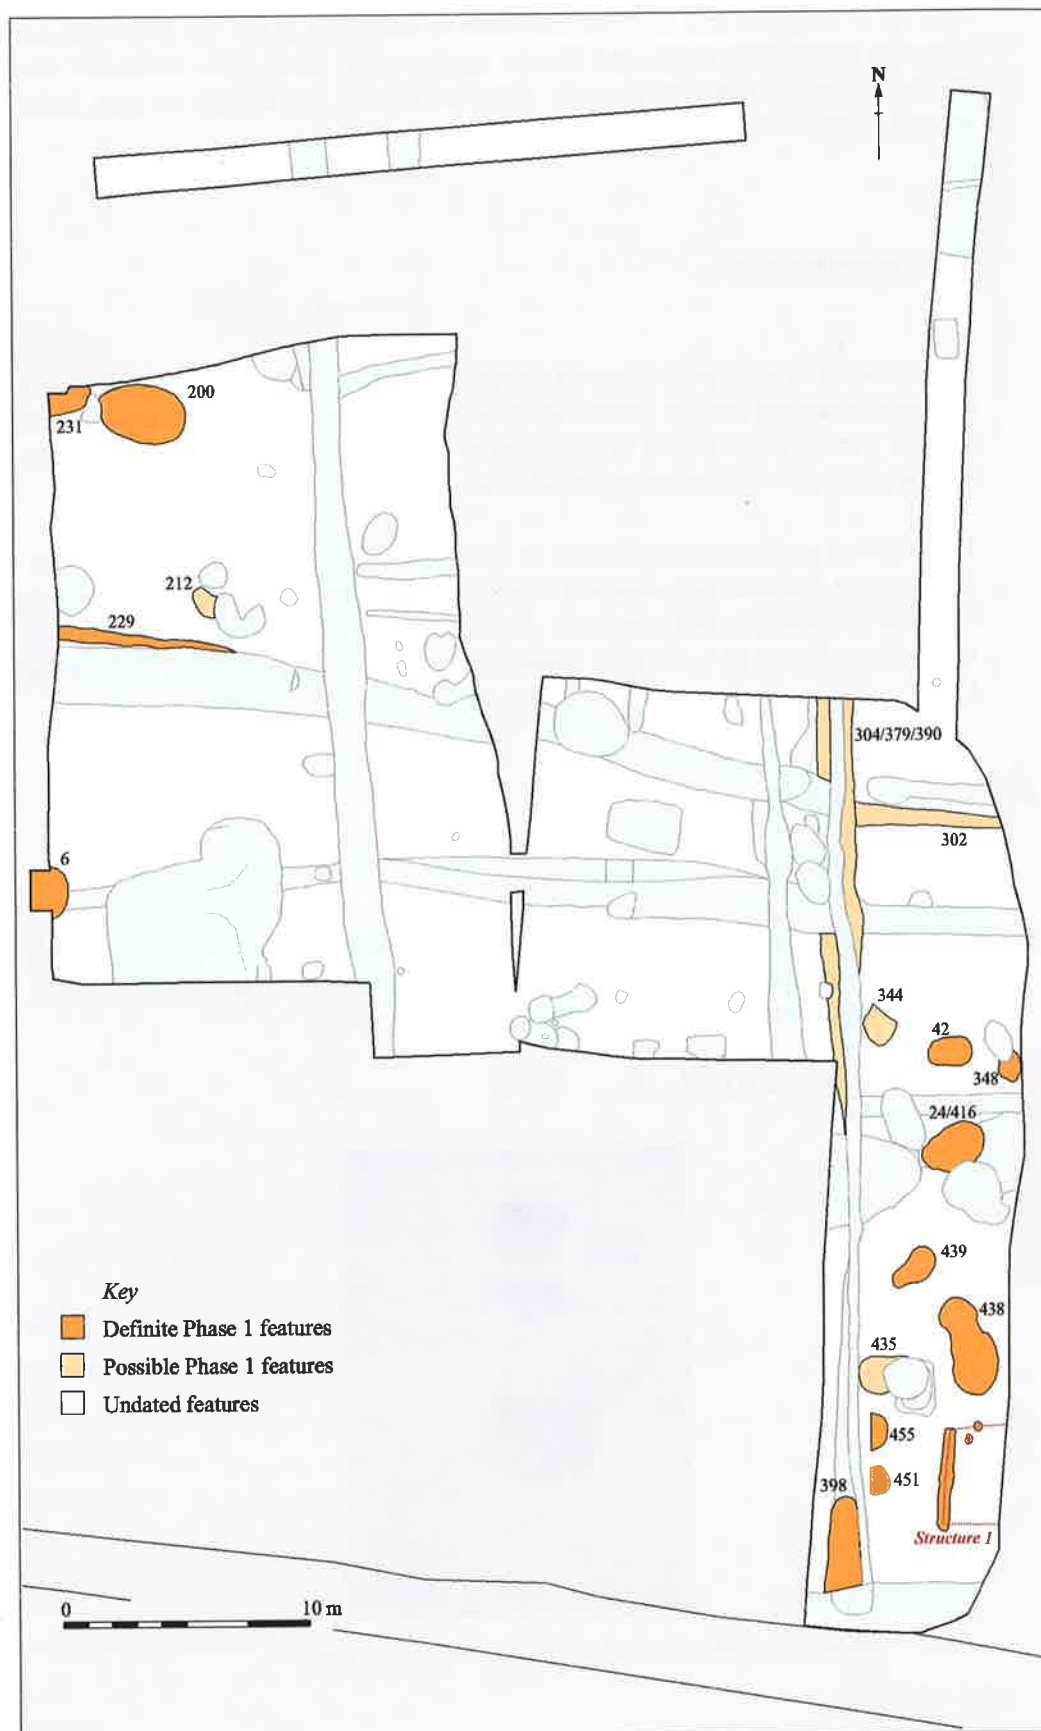 N
200
231
212
229
304/379/390
302
6
344
42
348
24/416
439
438
435
455
451
398
Structure 1
Key
Definite Phase 1 features
Possible Phase 1 features
Undated features
0 10 m